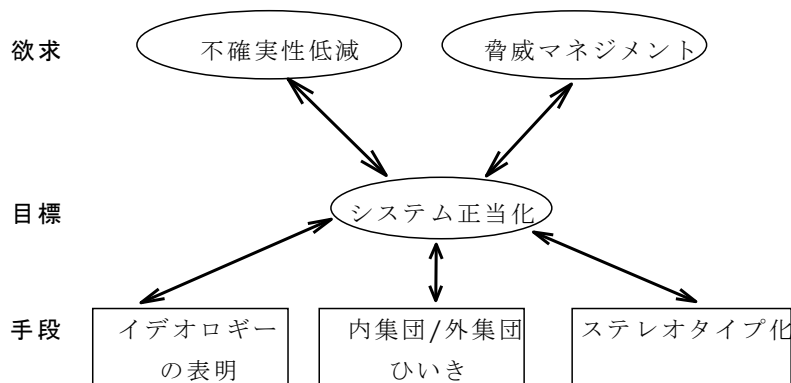 欲求
不確実性低減
脅威マネジメント
目標
システム正当化
手段
イデオロギー
の表明
内集団/外集団
ひいき
ステレオタイプ化